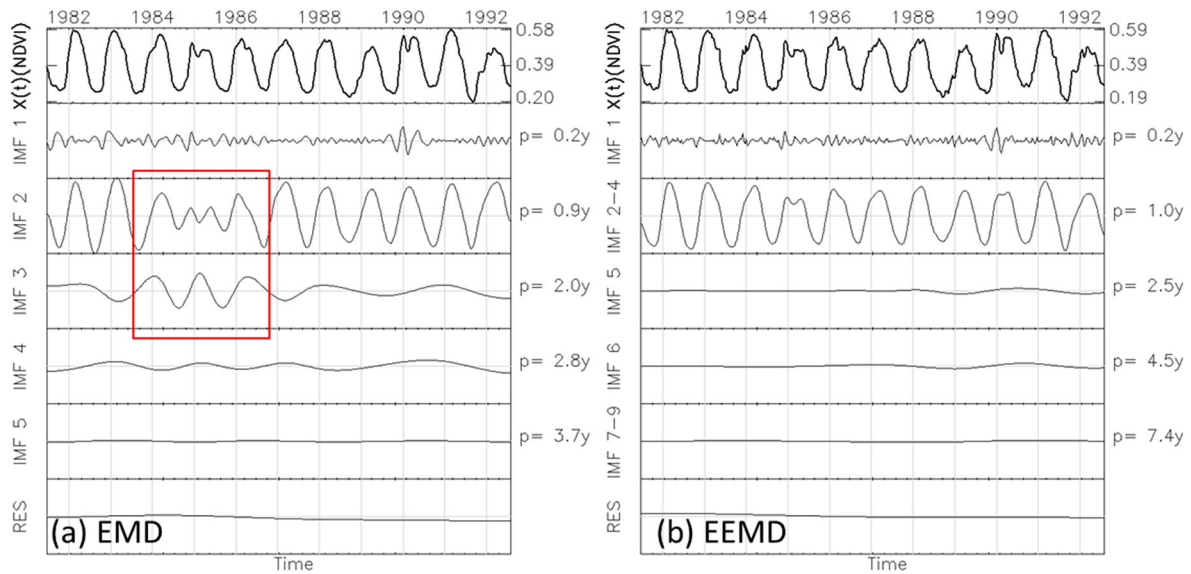 1982 1984 1986 1988 1990 1992
X(t)(NDVI)
0.58
0.39
0.20
IMF 1
p= 0.2y
IMF 2
p= 0.9y
IMF 3
p= 2.0y
IMF 4
p= 2.8y
IMF 5
p= 3.7y
RES
(a) EMD
Time
1982 1984 1986 1988 1990 1992
X(t)(NDVI)
0.59
0.39
0.19
IMF 1
p= 0.2y
IMF 2-4
p= 1.0y
IMF 5
p= 2.5y
IMF 6
p= 4.5y
IMF 7-9
p= 7.4y
RES
(b) EEMD
Time